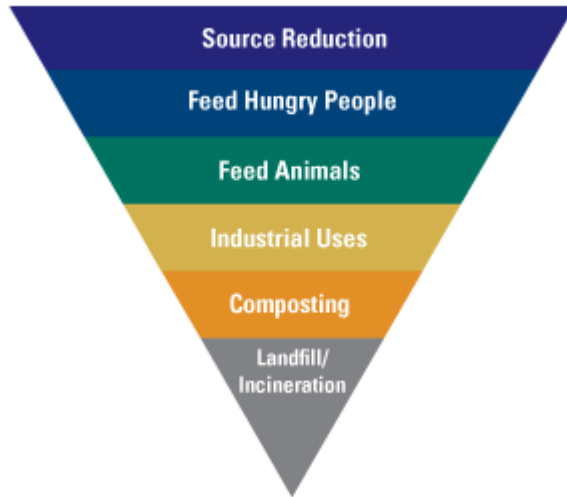 Source Reduction
Feed Hungry People
Feed Animals
Industrial Uses
Composting
Landfill/
Incineration